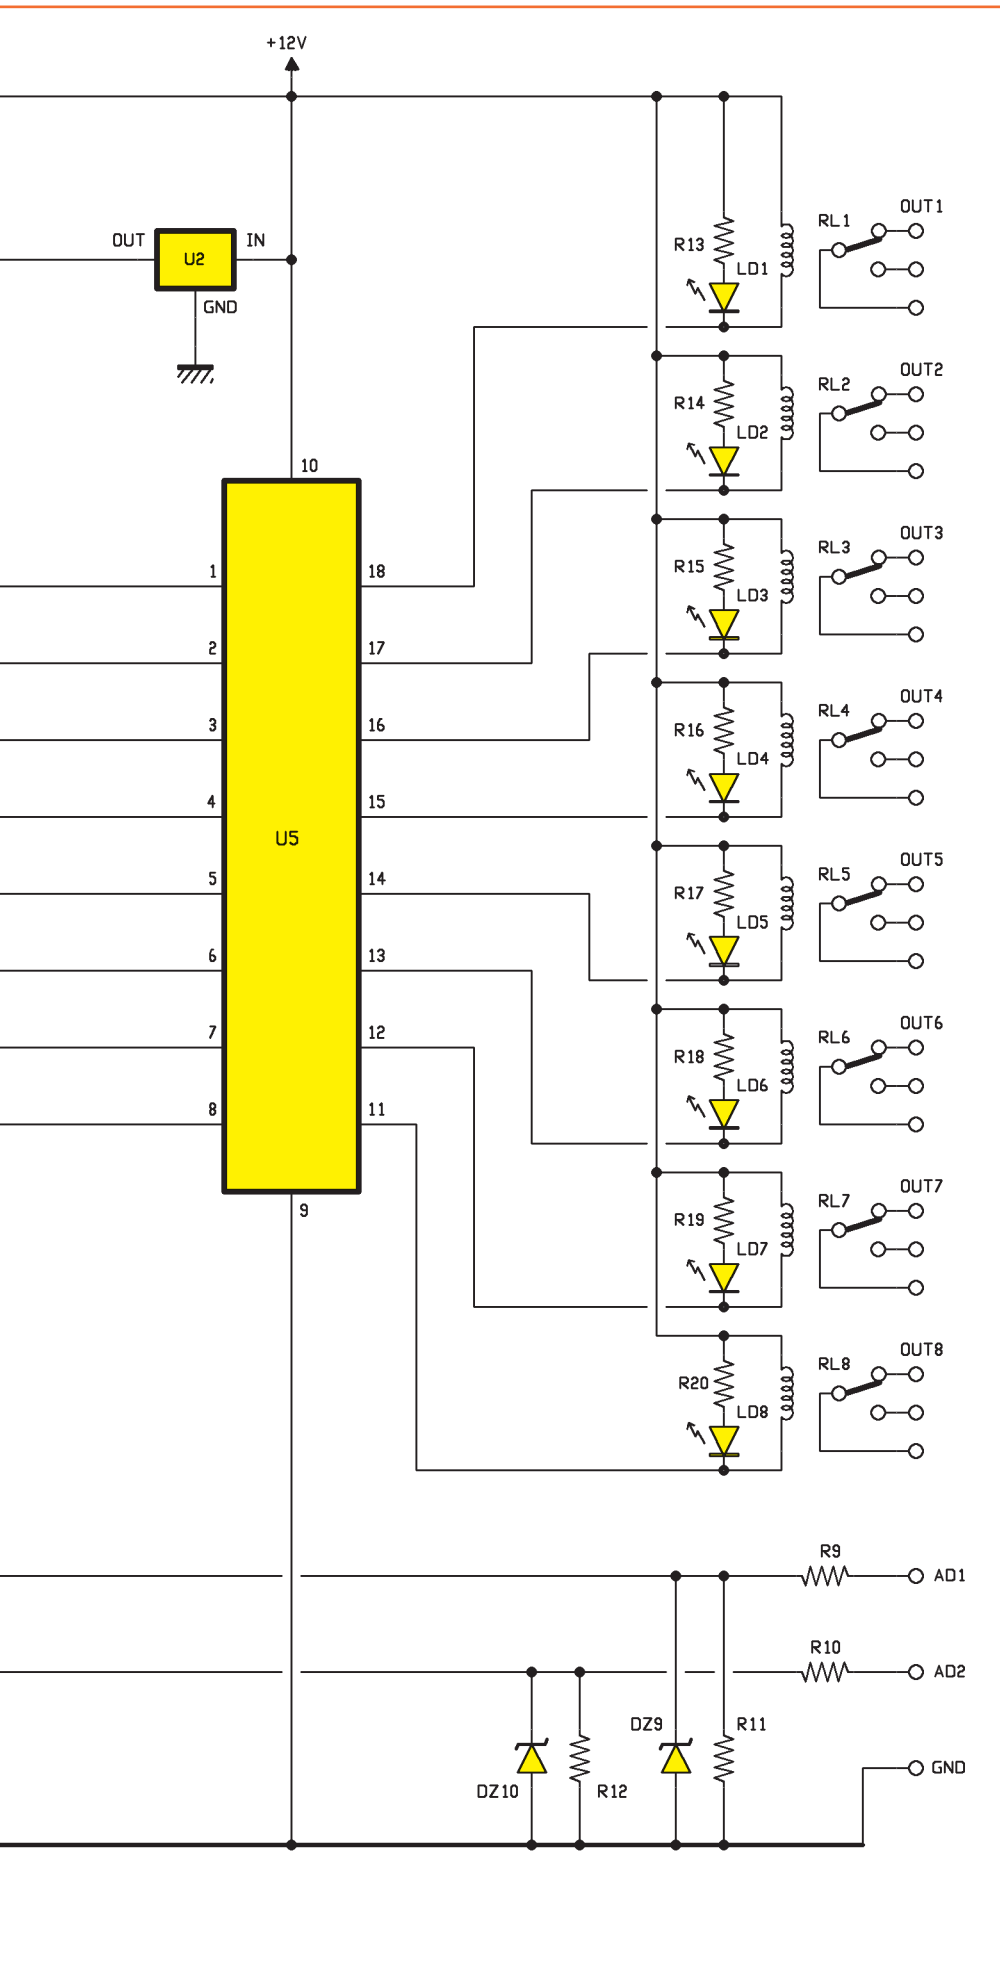 +12V
OUT
U2
IN
GND
R13
LD1
RL1
OUT1
R14
LD2
RL2
OUT2
R15
LD3
RL3
OUT3
R16
LD4
RL4
OUT4
R17
LD5
RL5
OUT5
R18
LD6
RL6
OUT6
R19
LD7
RL7
OUT7
R20
LD8
RL8
OUT8
10
1
18
2
17
3
16
4
15
U5
5
14
6
13
7
12
8
11
9
R9
AD1
R10
AD2
DZ9
R11
DZ10
R12
GND